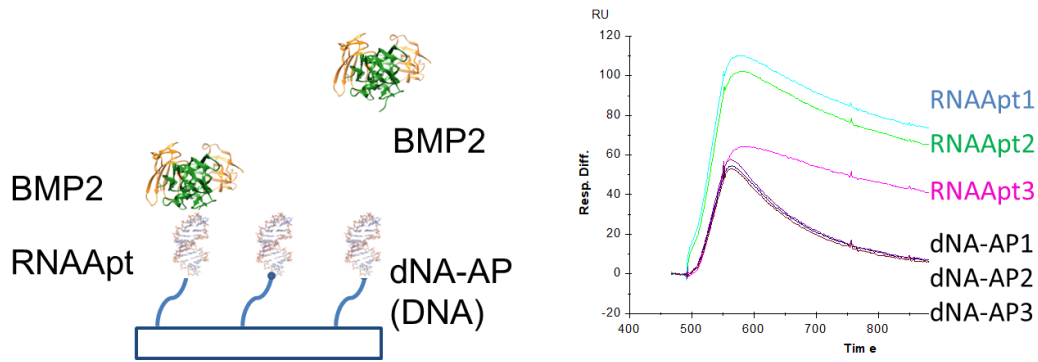 BMP2
BMP2
RNAApt
dNA-AP
(DNA)
RU
120
100
80
60
40
20
0
-20
400
500
600
700
800
Resp. Diff.
Tim e
RNAApt1
RNAApt2
RNAApt3
dNA-AP1
dNA-AP2
dNA-AP3